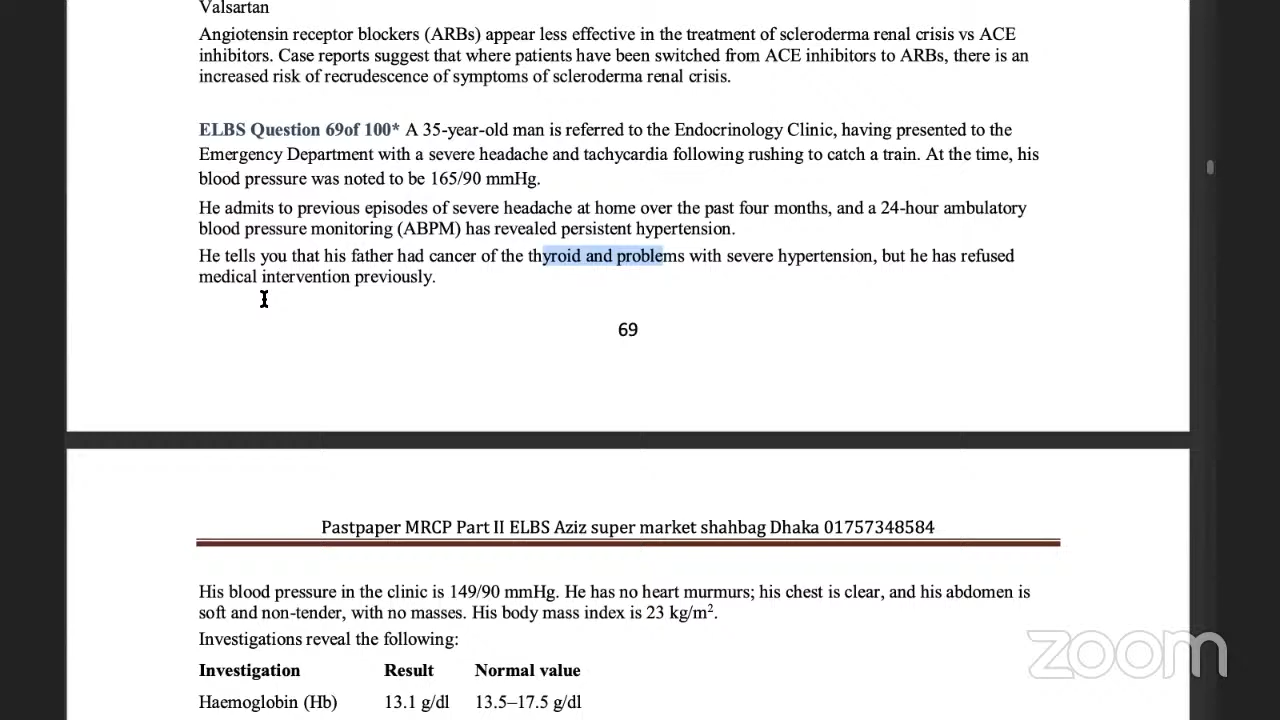 Valsartan
Angiotensin receptor blockers (ARBs) appear less effective in the treatment of scleroderma renal crisis vs ACE
inhibitors. Case reports suggest that where patients have been switched from ACE inhibitors to ARBs, there is an
increased risk of recrudescence of symptoms of scleroderma renal crisis.
ELBS Question 69of 100* A 35-year-old man is referred to the Endocrinology Clinic, having presented to the
Emergency Department with a severe headache and tachycardia following rushing to catch a train. At the time, his
blood pressure was noted to be 165/90 mmHg.
He admits to previous episodes of severe headache at home over the past four months, and a 24-hour ambulatory
blood pressure monitoring (ABPM) has revealed persistent hypertension.
He tells you that his father had cancer of the thyroid and problems with severe hypertension, but he has refused
medical intervention previously.
69
Pastpaper MRCP Part II ELBS Aziz super market shahbag Dhaka 01757348584
His blood pressure in the clinic is 149/90 mmHg. He has no heart murmurs; his chest is clear, and his abdomen is
soft and non-tender, with no masses. His body mass index is 23 kg/m².
Investigations reveal the following:
Investigation Result Normal value
Haemoglobin (Hb) 13.1 g/dl 13.5–17.5 g/dl
zoom